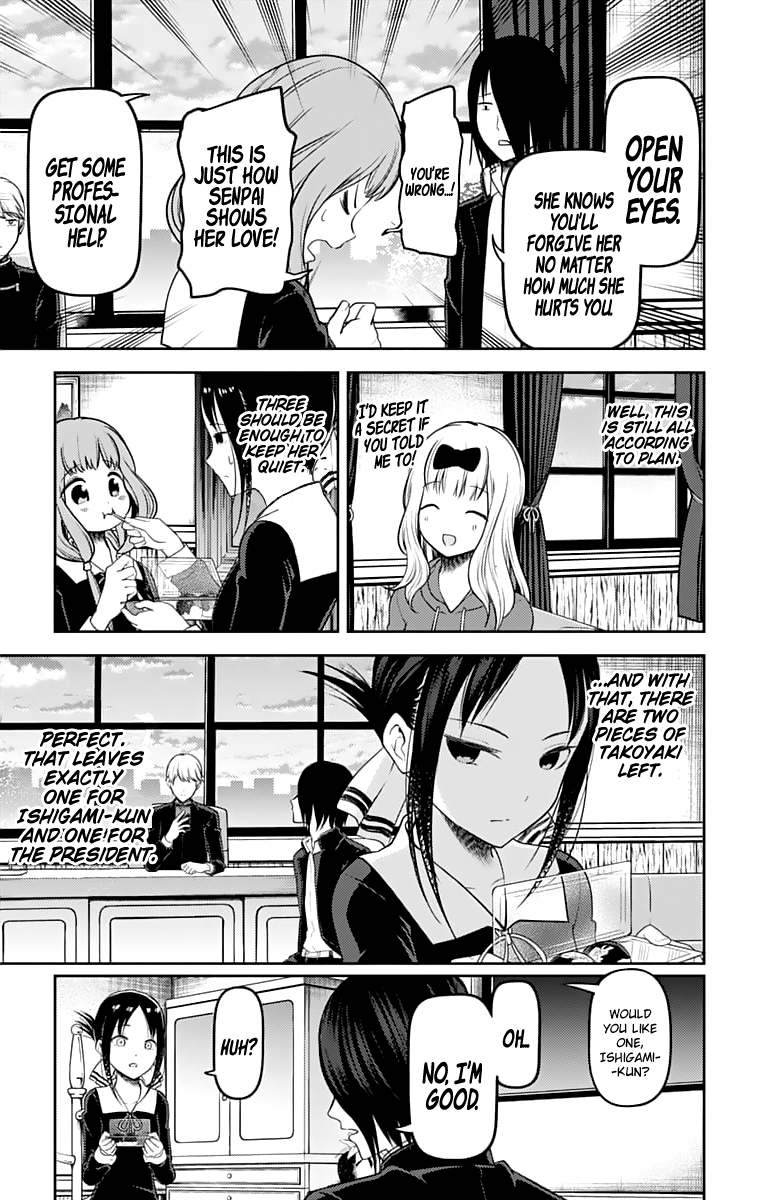 OPEN
YOUR
EYES.
SHE KNOWS
YOU'LL
FORGIVE HER
NO MATTER
HOW MUCH SHE
HURTS YOU.
YOU'RE
WRONG...!
THIS IS
JUST HOW
SENPAI
SHOWS
HER LOVE!
GET SOME
PROFES-
SIONAL
HELP.
WELL, THIS
IS STILL ALL
ACCORDING
TO PLAN.
I'D KEEP IT
A SECRET IF
YOU TOLD
ME TO!
THREE
SHOULD BE
ENOUGH TO
KEEP HER
QUIET.
...AND WITH
THAT, THERE
ARE TWO
PIECES OF
TAKOYAKI
LEFT.
PERFECT.
THAT LEAVES
EXACTLY
ONE FOR
ISHIGAMI-KUN
AND ONE FOR
THE PRESIDENT.
WOULD
YOU LIKE
ONE,
ISHIGAMI-
-KUN?
OH...
NO, I'M
GOOD.
HUH?